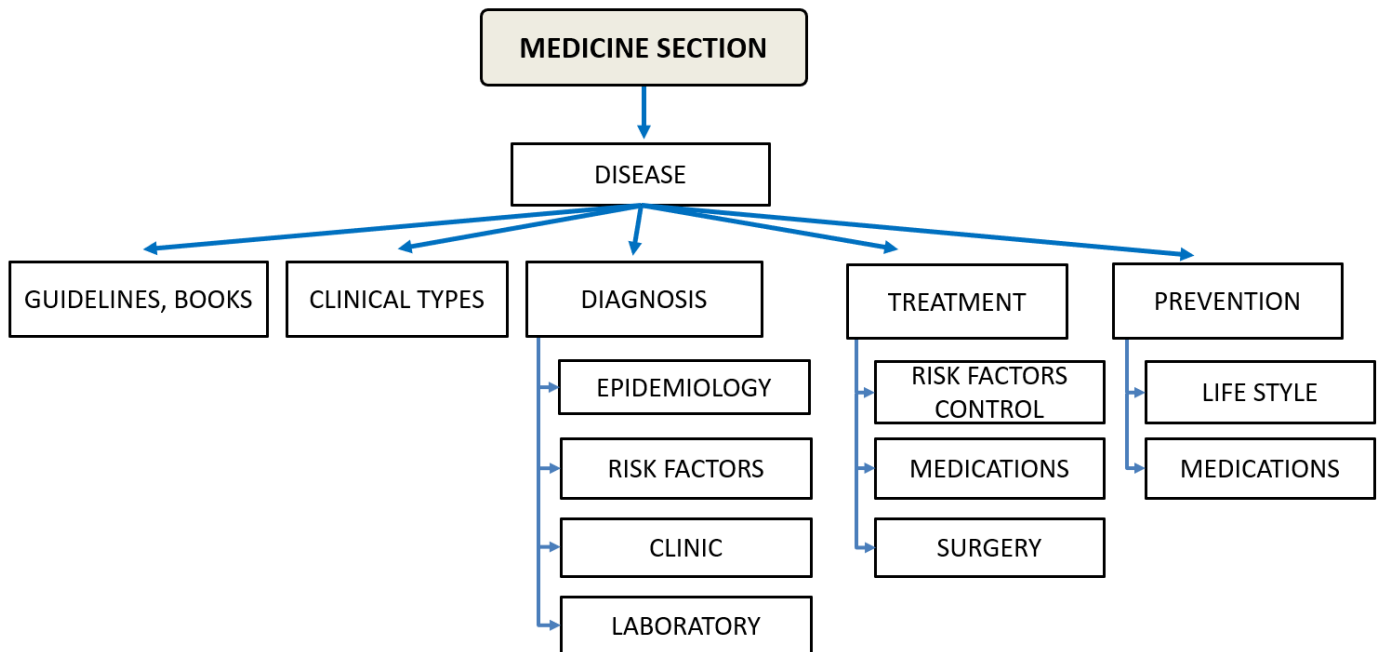 MEDICINE SECTION
DISEASE
GUIDELINES, BOOKS
CLINICAL TYPES
DIAGNOSIS
TREATMENT
PREVENTION
EPIDEMIOLOGY
RISK FACTORS
CLINIC
LABORATORY
RISK FACTORS
CONTROL
MEDICATIONS
SURGERY
LIFE STYLE
MEDICATIONS